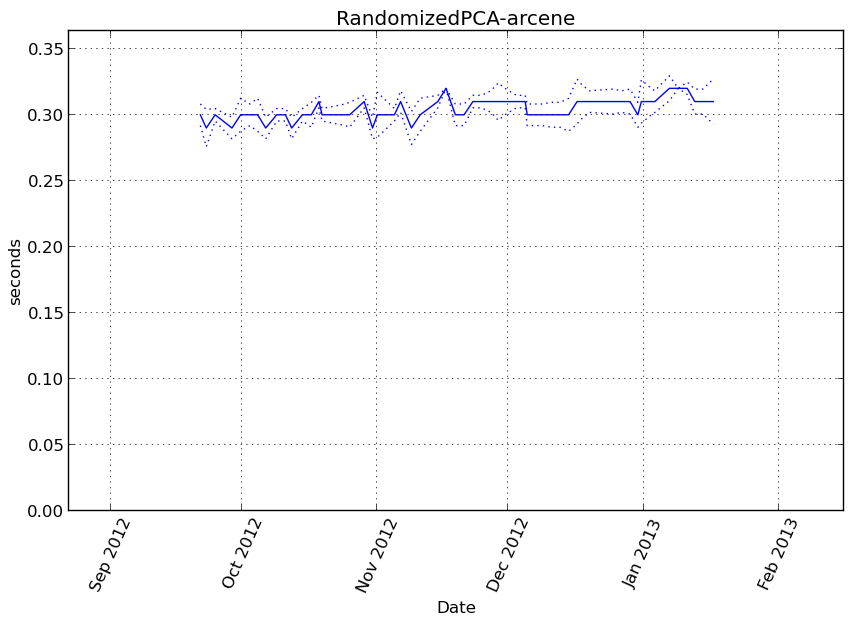 RandomizedPCA-arcene
0.35
0.30
0.25
0.20
0.15
0.10
0.05
0.00
seconds
Sep 2012
Oct 2012
Nov 2012
Dec 2012
Jan 2013
Feb 2013
Date